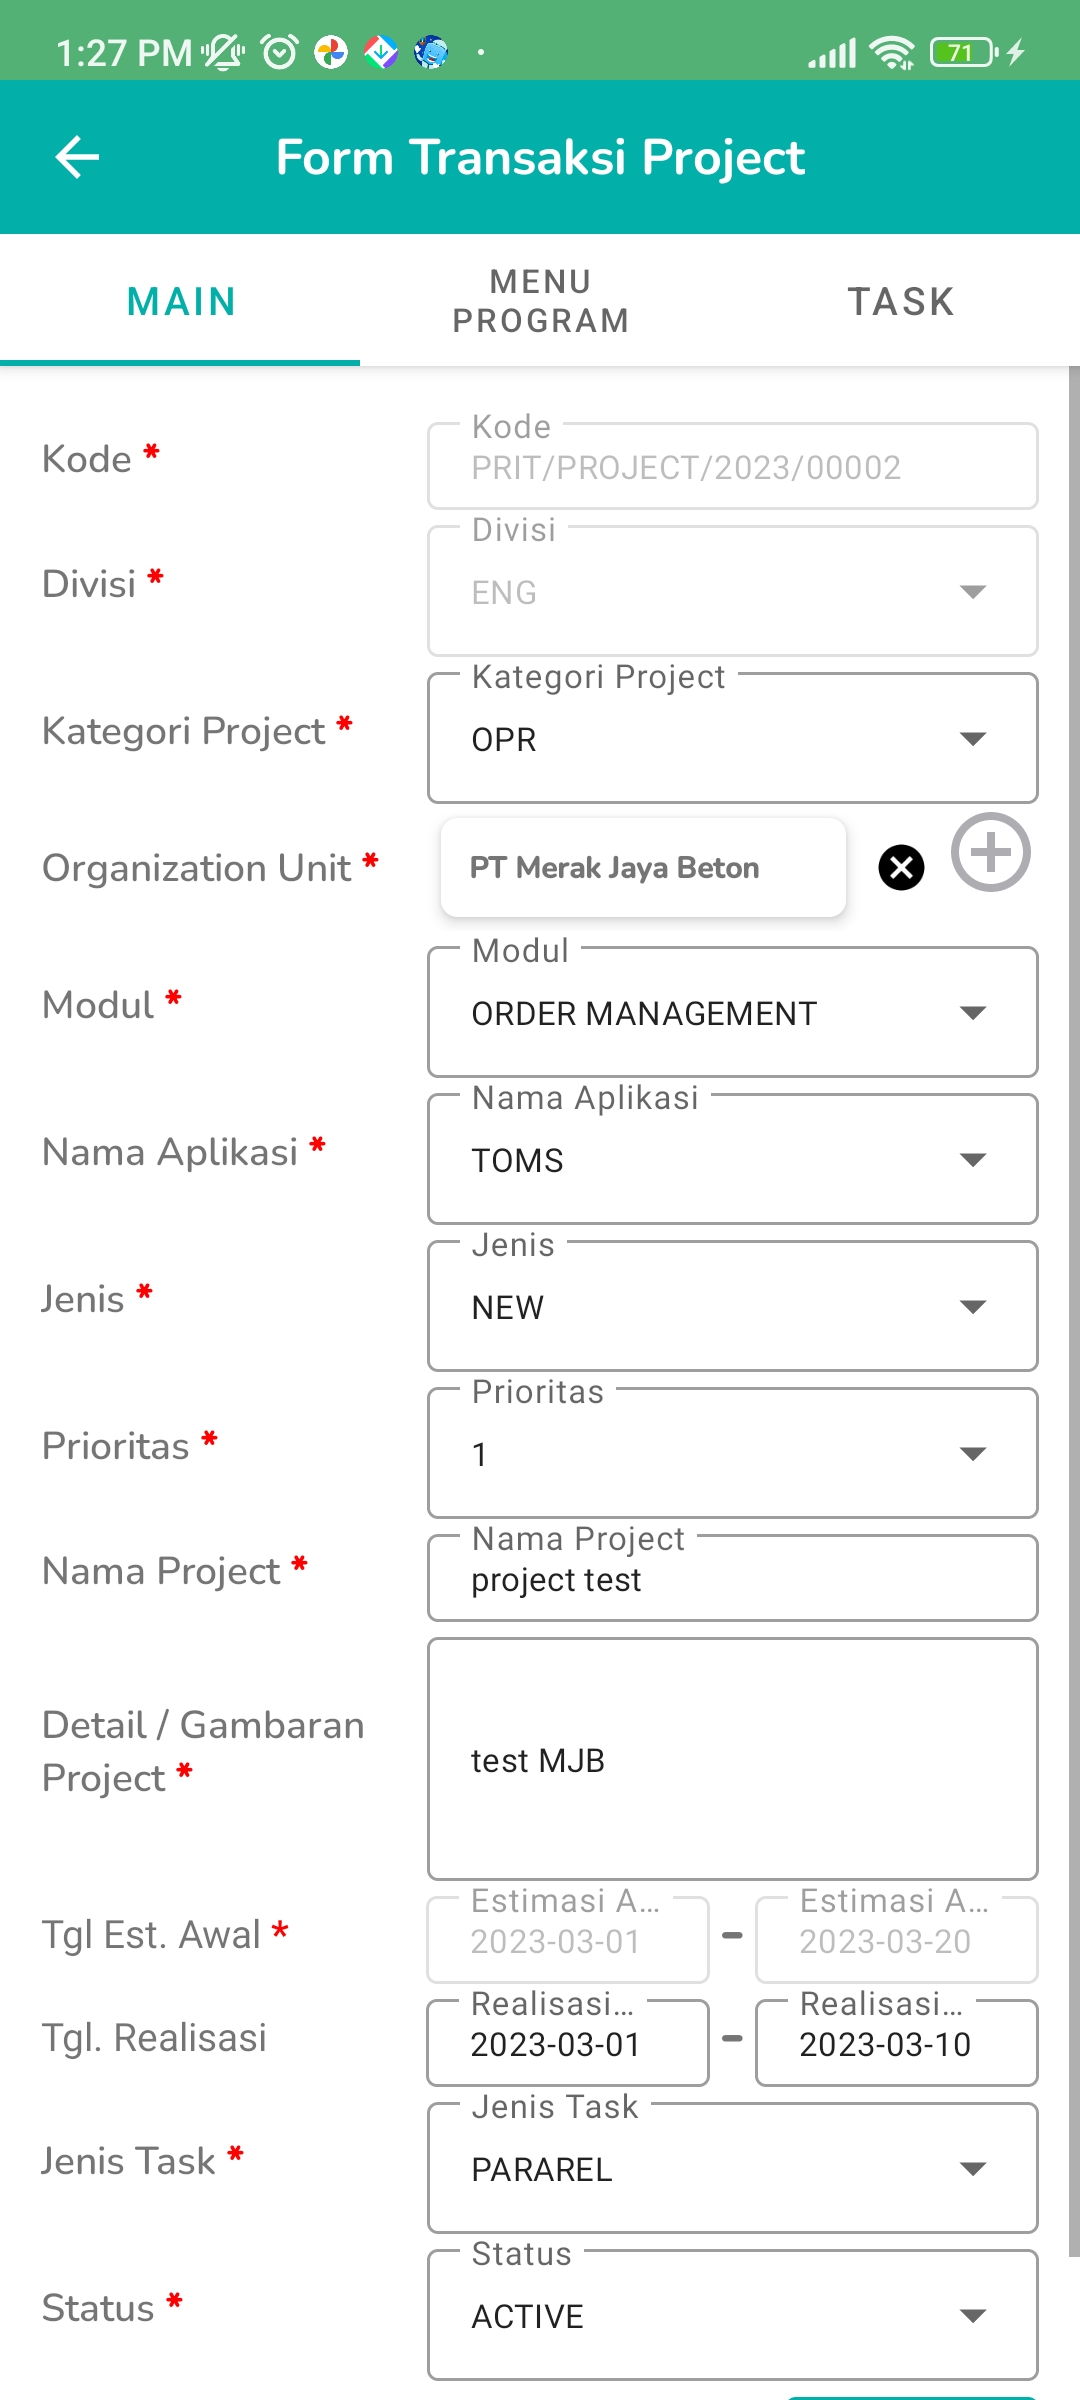 1:27 PM
71
Form Transaksi Project
MAIN
MENU
PROGRAM
TASK
Kode *
Kode
PRIT/PROJECT/2023/00002
Divisi *
Divisi
ENG
Kategori Project *
Kategori Project
OPR
Organization Unit *
PT Merak Jaya Beton
Modul *
Modul
ORDER MANAGEMENT
Nama Aplikasi *
Nama Aplikasi
TOMS
Jenis *
Jenis
NEW
Prioritas *
Prioritas
1
Nama Project *
Nama Project
project test
Detail / Gambaran
Project *
test MJB
Tgl Est. Awal *
Estimasi A...
2023-03-01
-
Estimasi A...
2023-03-20
Tgl. Realisasi
Realisasi...
2023-03-01
-
Realisasi...
2023-03-10
Jenis Task *
Jenis Task
PARAREL
Status *
Status
ACTIVE